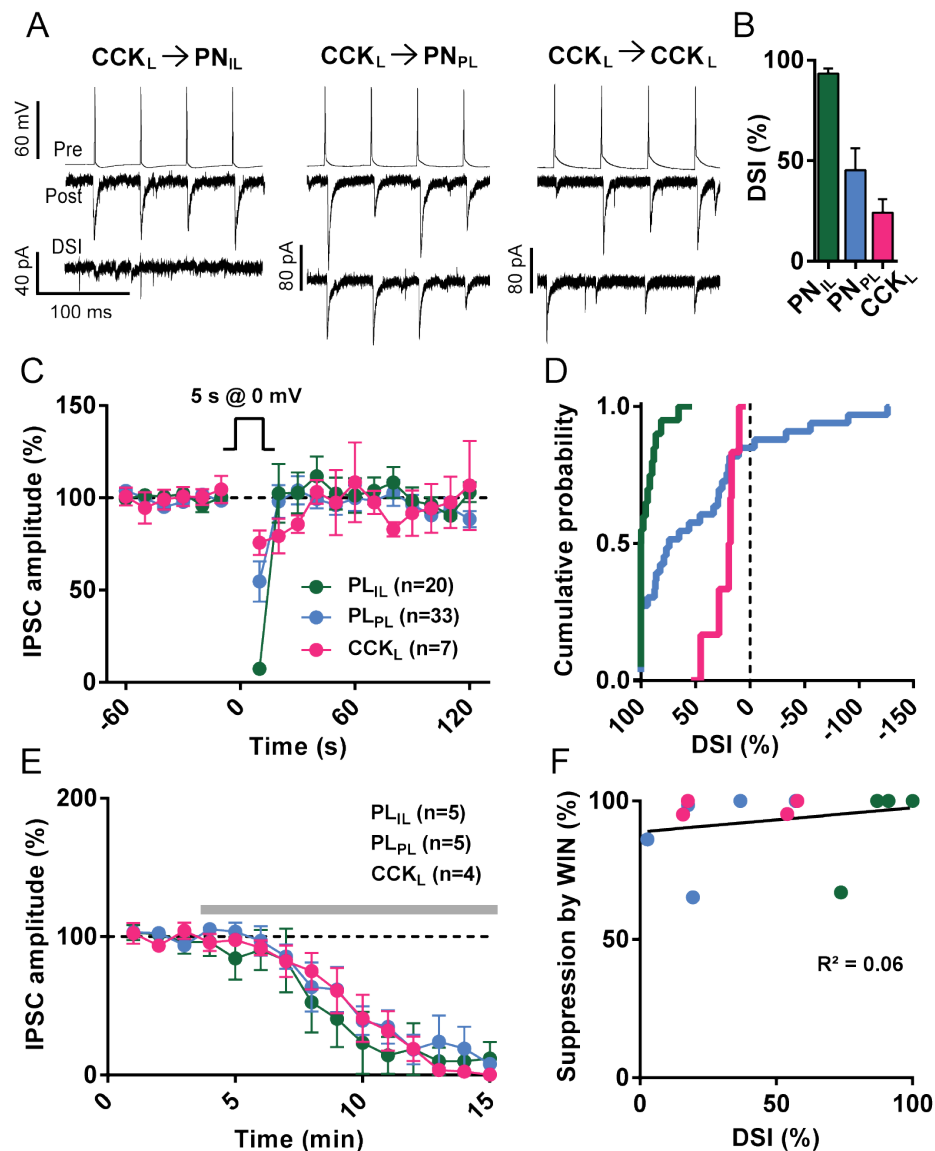 A
CCKL → PNIL
CCKL → PNPL
CCKL → CCKL
60 mV
Pre
Post
DSI
40 pA
100 ms
80 pA
80 pA
B
DSI (%)
100
50
0
PNIL
PNPL
CCKL
C
5 s @ 0 mV
IPSC amplitude (%)
150
100
50
0
PLIL (n=20)
PLPL (n=33)
CCKL (n=7)
-60
0
60
120
Time (s)
D
Cumulative probability
1.0
0.5
0.0
100
50
0
-50
-100
-150
DSI (%)
E
IPSC amplitude (%)
200
100
0
PLIL (n=5)
PLPL (n=5)
CCKL (n=4)
0
5
10
15
Time (min)
F
Suppression by WIN (%)
100
50
0
R² = 0.06
0
50
100
DSI (%)